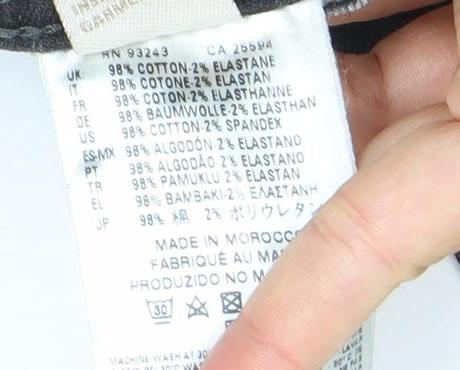 RN 93243 CA 25594
UK 98% COTTON-2% ELASTANE
IT 98% COTONE-2% ELASTAN
FR 98% COTON-2% ELASTHANNE
DE 98% BAUMWOLLE-2% ELASTHAN
US 98% COTTON-2% SPANDEX
ES-MX 98% ALGODÓN-2% ELASTANO
PT 98% ALGODÃO-2% ELASTANO
TR 98% PAMUKLU-2% ELASTAN
EL 98% ΒΑΜΒΑΚΙ-2% ΕΛΑΣΤΑΝΗ
JP 98% 綿 2% ポリウレタン
MADE IN MOROCC
FABRIQUÉ AU MA
PRODUZIDO NO M
30
MACHINE WASH AT 30